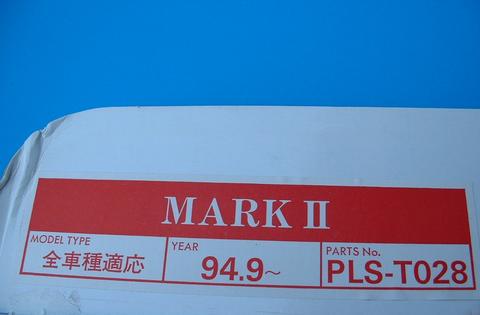 MARK II
MODEL TYPE
全車種適応
YEAR
94.9~
PARTS No.
PLS-T028